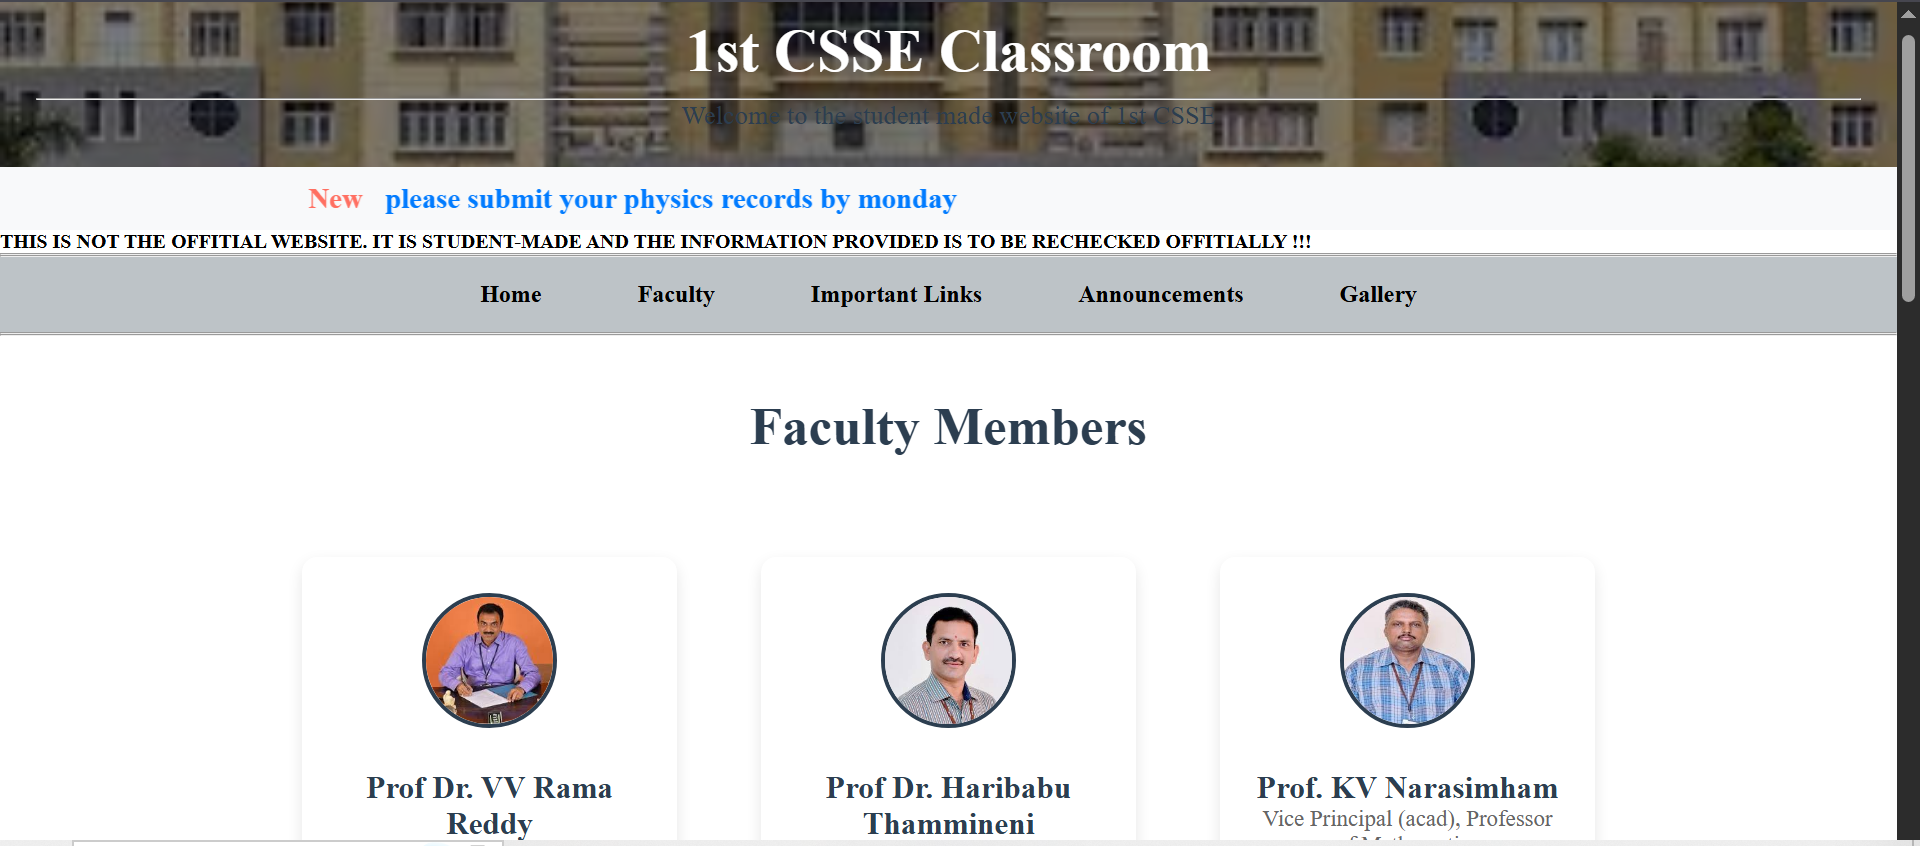 1st CSSE Classroom
Welcome to the student made website of 1st CSSE
New please submit your physics records by monday
THIS IS NOT THE OFFITIAL WEBSITE. IT IS STUDENT-MADE AND THE INFORMATION PROVIDED IS TO BE RECHECKED OFFITIALLY !!!
Home Faculty Important Links Announcements Gallery
Faculty Members
Prof Dr. VV Rama
Reddy
Prof Dr. Haribabu
Thammineni
Prof. KV Narasimham
Vice Principal (acad), Professor